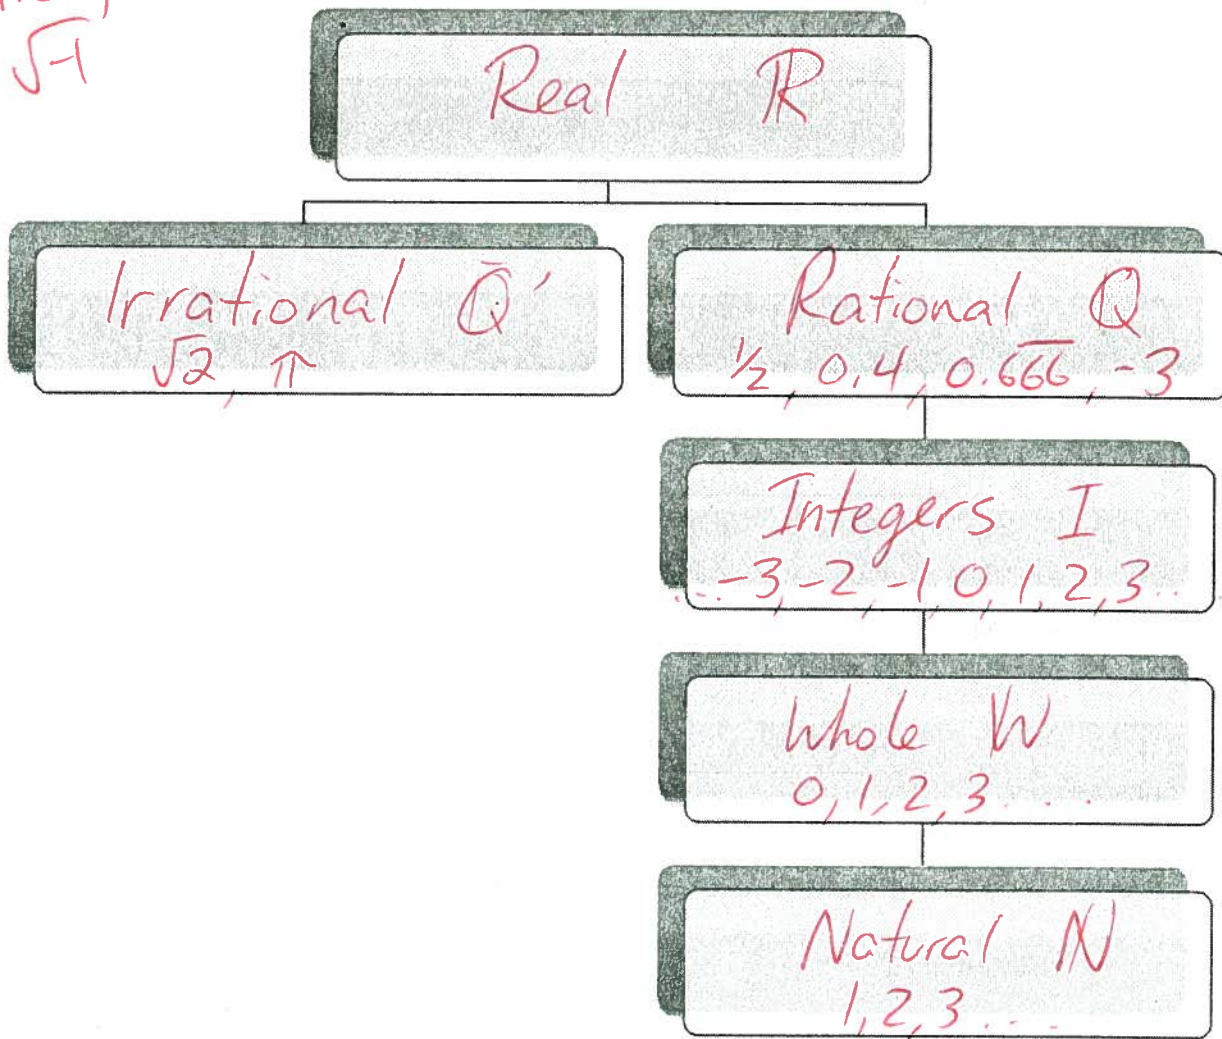 √-1
Real ℝ
Irrational Q̄'
√2, π
Rational Q
½, 0.4, 0.6̅6̅6̅, -3
Integers I
...-3, -2, -1, 0, 1, 2, 3...
Whole W
0, 1, 2, 3....
Natural ℕ
1, 2, 3....